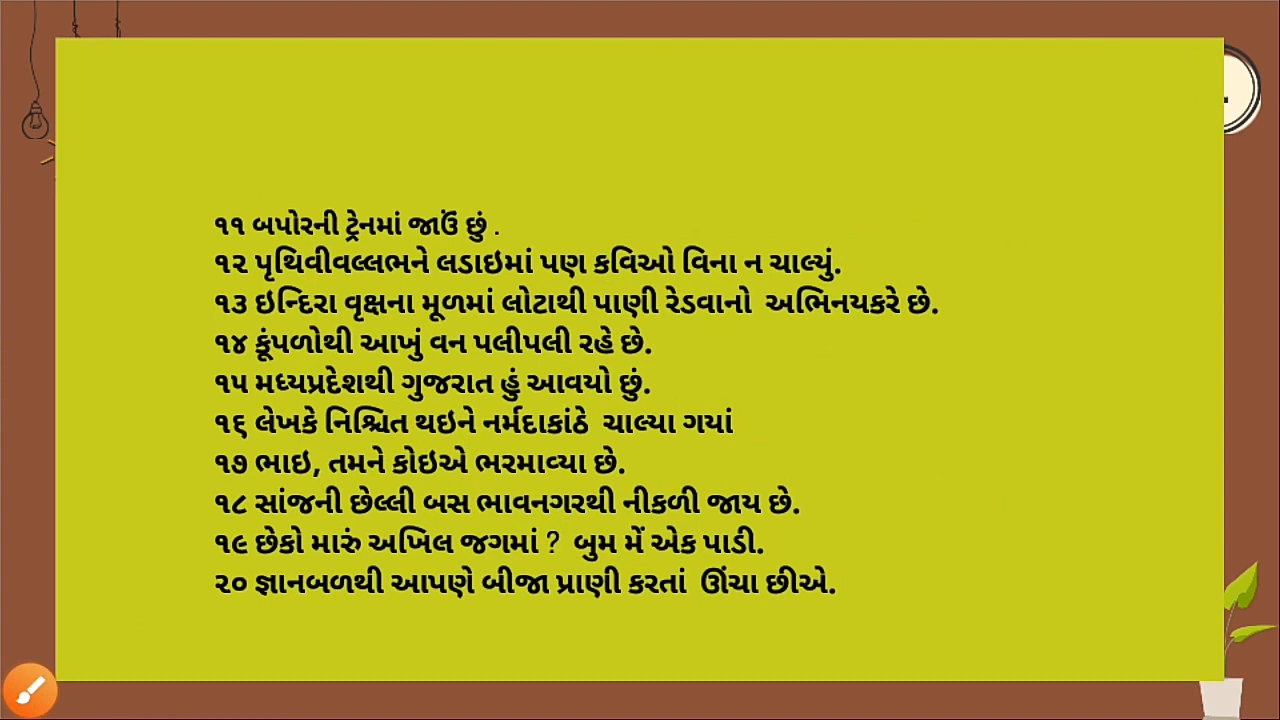 ૧૧ બપોરની ટ્રેનમાં જાઉં છું .
૧૨ પૃથિવીવલ્લભને લડાઇમાં પણ કવિઓ વિના ન ચાલ્યું.
૧૩ ઇન્દિરા વૃક્ષના મૂળમાં લોટાથી પાણી રેડવાનો અભિનયકરે છે.
૧૪ કૂંપળોથી આખું વન પલીપલી રહે છે.
૧૫ મધ્યપ્રદેશથી ગુજરાત હું આવયો છું.
૧૬ લેખકે નિશ્ચિત થઇને નર્મદાકાંઠે ચાલ્યા ગયાં
૧૭ ભાઇ, તમને કોઇએ ભરમાવ્યા છે.
૧૮ સાંજની છેલ્લી બસ ભાવનગરથી નીકળી જાય છે.
૧૯ છેકો મારું અખિલ જગમાં ? બુમ મેં એક પાડી.
૨૦ જ્ઞાનબળથી આપણે બીજા પ્રાણી કરતાં ઊંચા છીએ.